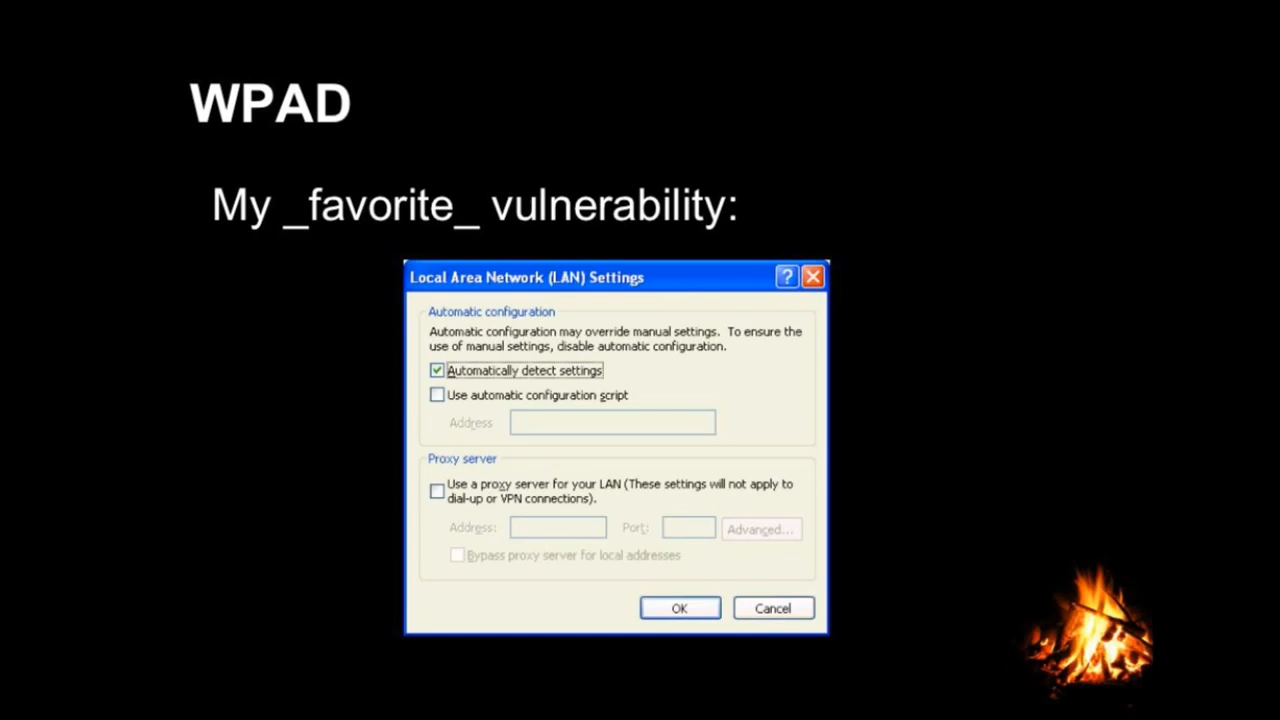 WPAD
My _favorite_ vulnerability:
Local Area Network (LAN) Settings
Automatic configuration
Automatic configuration may override manual settings. To ensure the
use of manual settings, disable automatic configuration.
Automatically detect settings
Use automatic configuration script
Address
Proxy server
Use a proxy server for your LAN (These settings will not apply to
dial-up or VPN connections).
Address: Port: Advanced...
Bypass proxy server for local addresses
OK Cancel